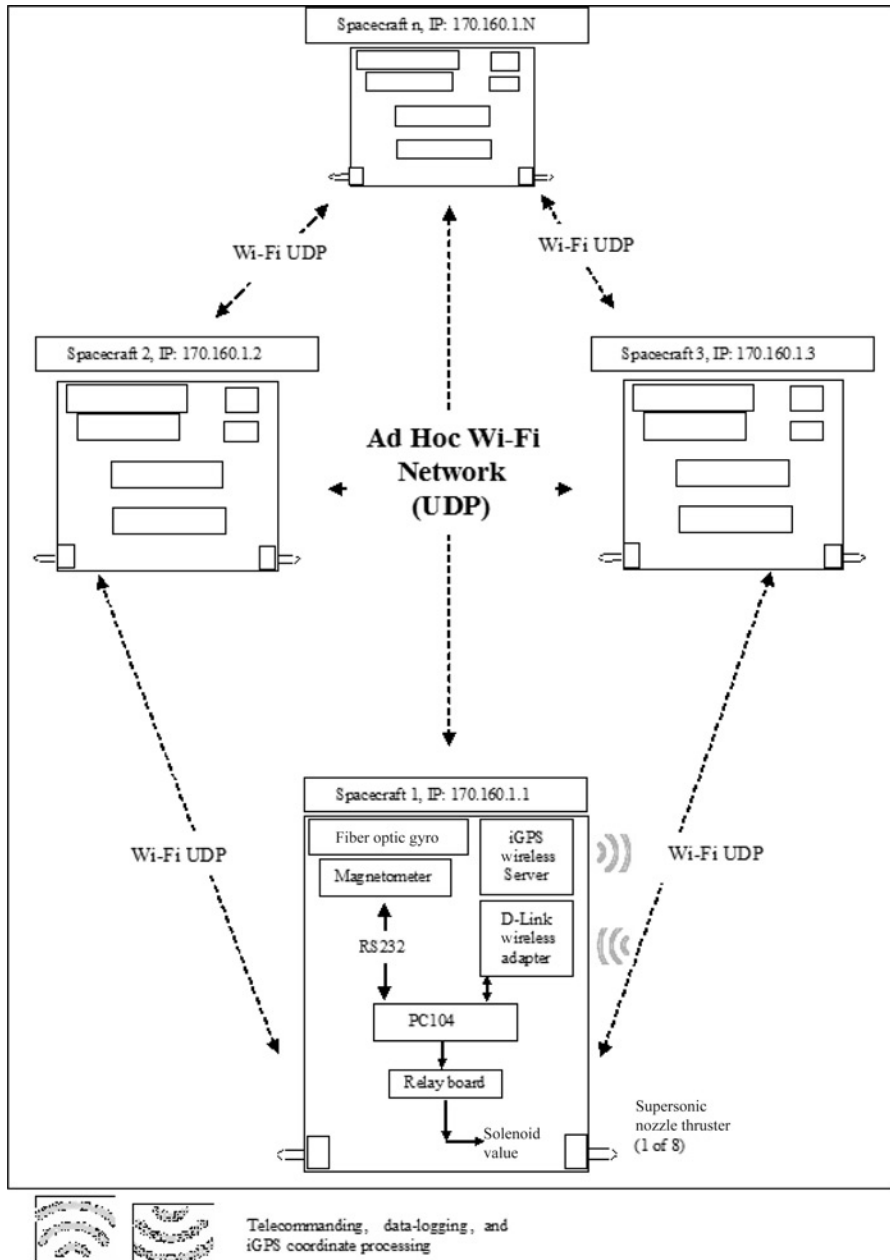 Spacecraft n, IP: 170.160.1.N
Wi-Fi UDP
Wi-Fi UDP
Spacecraft 2, IP: 170.160.1.2
Spacecraft 3, IP: 170.160.1.3
Ad Hoc Wi-Fi
Network
(UDP)
Spacecraft 1, IP: 170.160.1.1
Wi-Fi UDP
Fiber optic gyro
Magnetometer
RS232
iGPS
wireless
Server
D-Link
wireless
adapter
Wi-Fi UDP
PC104
Relay board
Solenoid
value
Supersonic
nozzle thruster
(1 of 8)
Telecommanding, data-logging, and
iGPS coordinate processing